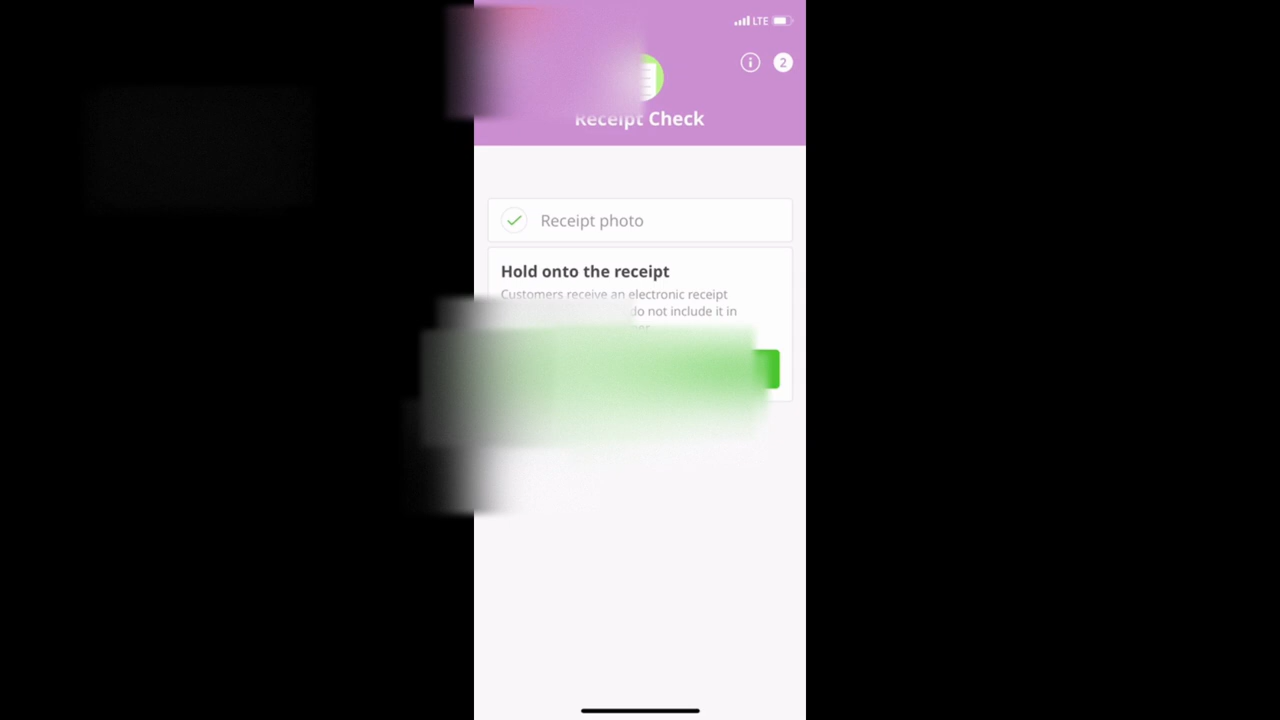 LTE
2
Receipt Check
Receipt photo
Hold onto the receipt
Customers receive an electronic receipt
do not include it in